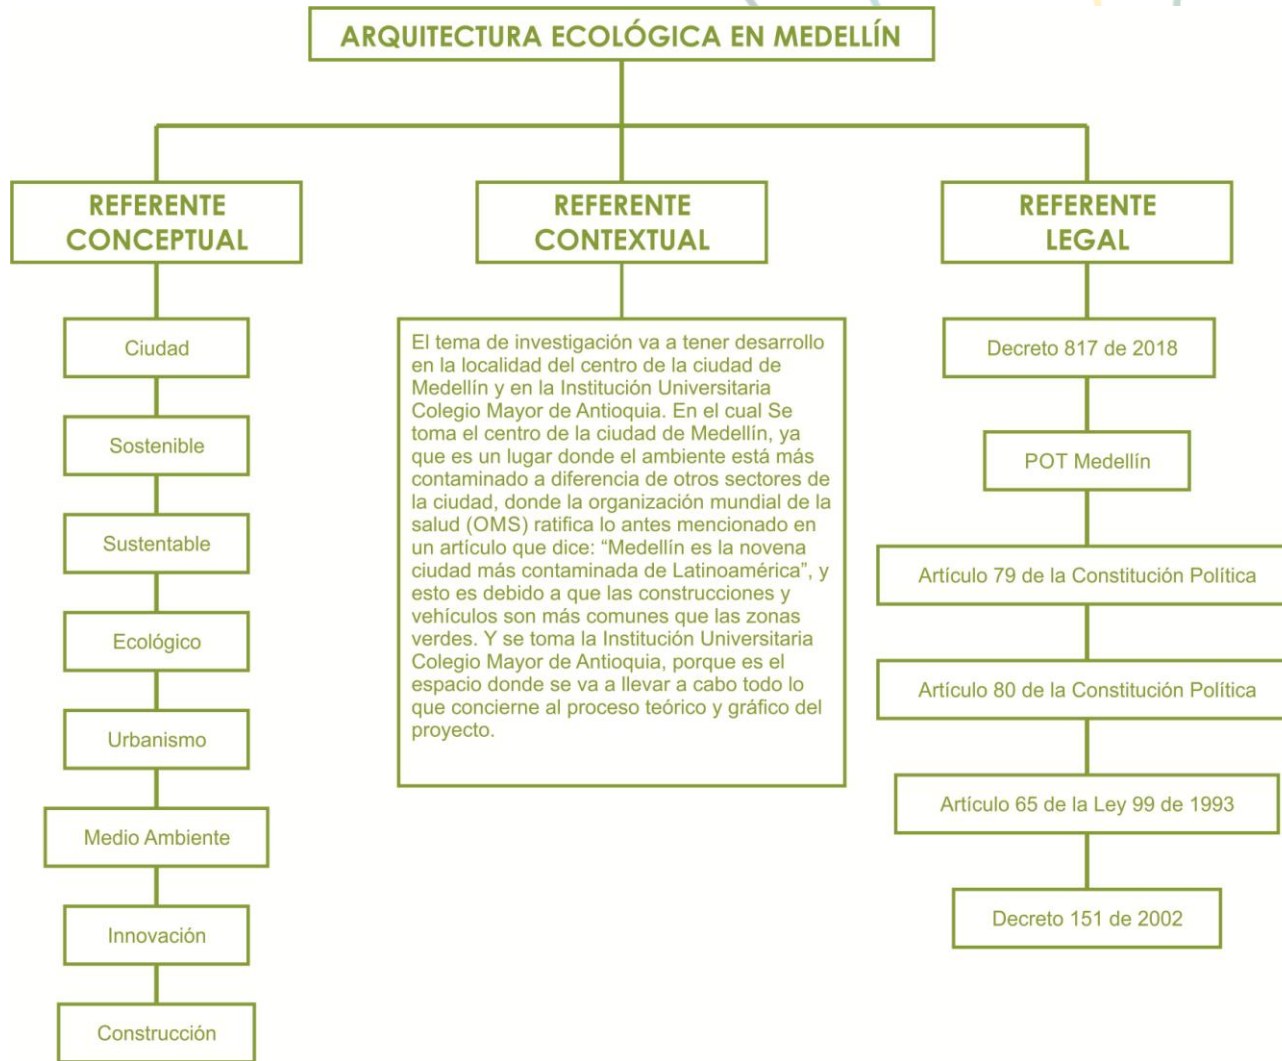 ARQUITECTURA ECOLÓGICA EN MEDELLÍN
REFERENTE
CONCEPTUAL
Ciudad
Sostenible
Sustentable
Ecológico
Urbanismo
Medio Ambiente
Innovación
Construcción
REFERENTE
CONTEXTUAL
El tema de investigación va a tener desarrollo
en la localidad del centro de la ciudad de
Medellín y en la Institución Universitaria
Colegio Mayor de Antioquia. En el cual Se
toma el centro de la ciudad de Medellín, ya
que es un lugar donde el ambiente está más
contaminado a diferencia de otros sectores de
la ciudad, donde la organización mundial de la
salud (OMS) ratifica lo antes mencionado en
un artículo que dice: “Medellín es la novena
ciudad más contaminada de Latinoamérica”, y
esto es debido a que las construcciones y
vehículos son más comunes que las zonas
verdes. Y se toma la Institución Universitaria
Colegio Mayor de Antioquia, porque es el
espacio donde se va a llevar a cabo todo lo
que concierne al proceso teórico y gráfico del
proyecto.
REFERENTE
LEGAL
Decreto 817 de 2018
POT Medellín
Artículo 79 de la Constitución Política
Artículo 80 de la Constitución Política
Artículo 65 de la Ley 99 de 1993
Decreto 151 de 2002